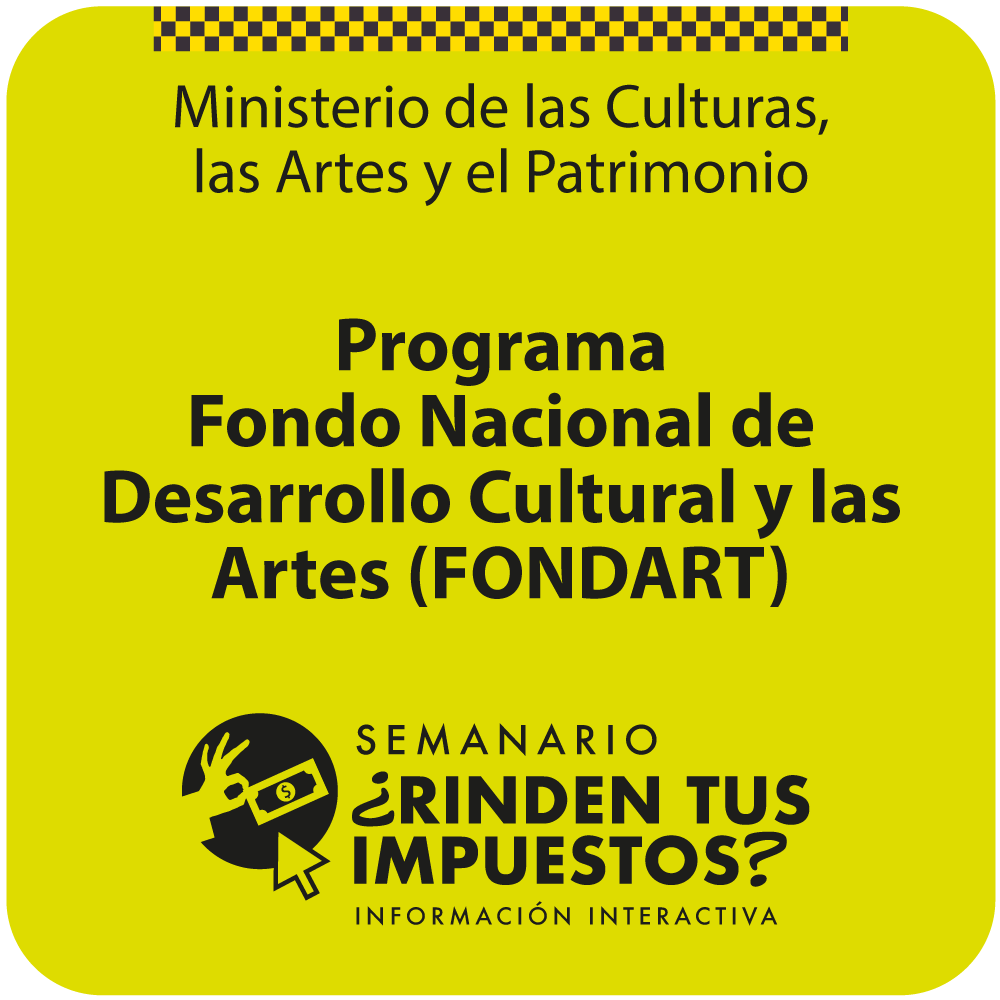 Ministerio de las Culturas,
las Artes y el Patrimonio
Programa
Fondo Nacional de
Desarrollo Cultural y las
Artes (FONDART)
$
SEMANARIO
¿RINDEN TUS
IMPUESTOS?
INFORMACIÓN INTERACTIVA